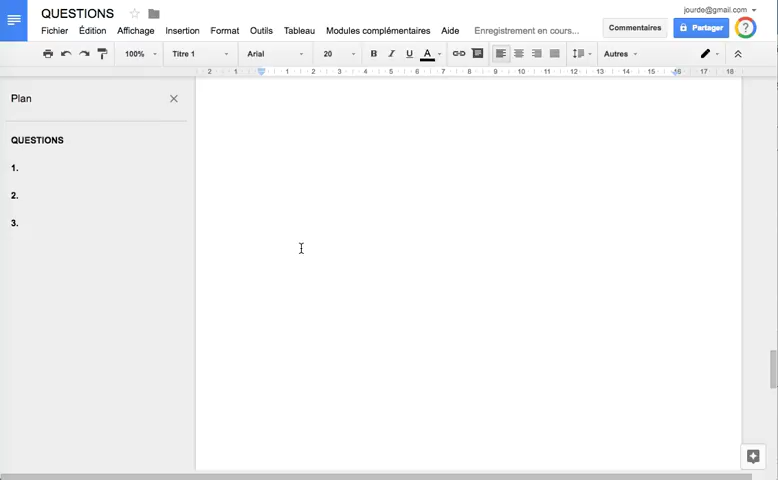 QUESTIONS
jourde@gmail.com
Fichier Édition Affichage Insertion Format Outils Tableau Modules complémentaires Aide Enregistrement en cours...
Commentaires
Partager
?
100% Titre 1 Arial 20 B I U A Autres
2 1 1 2 3 4 5 6 7 8 9 10 11 12 13 14 15 16 17 18
Plan
QUESTIONS
1.
2.
3.